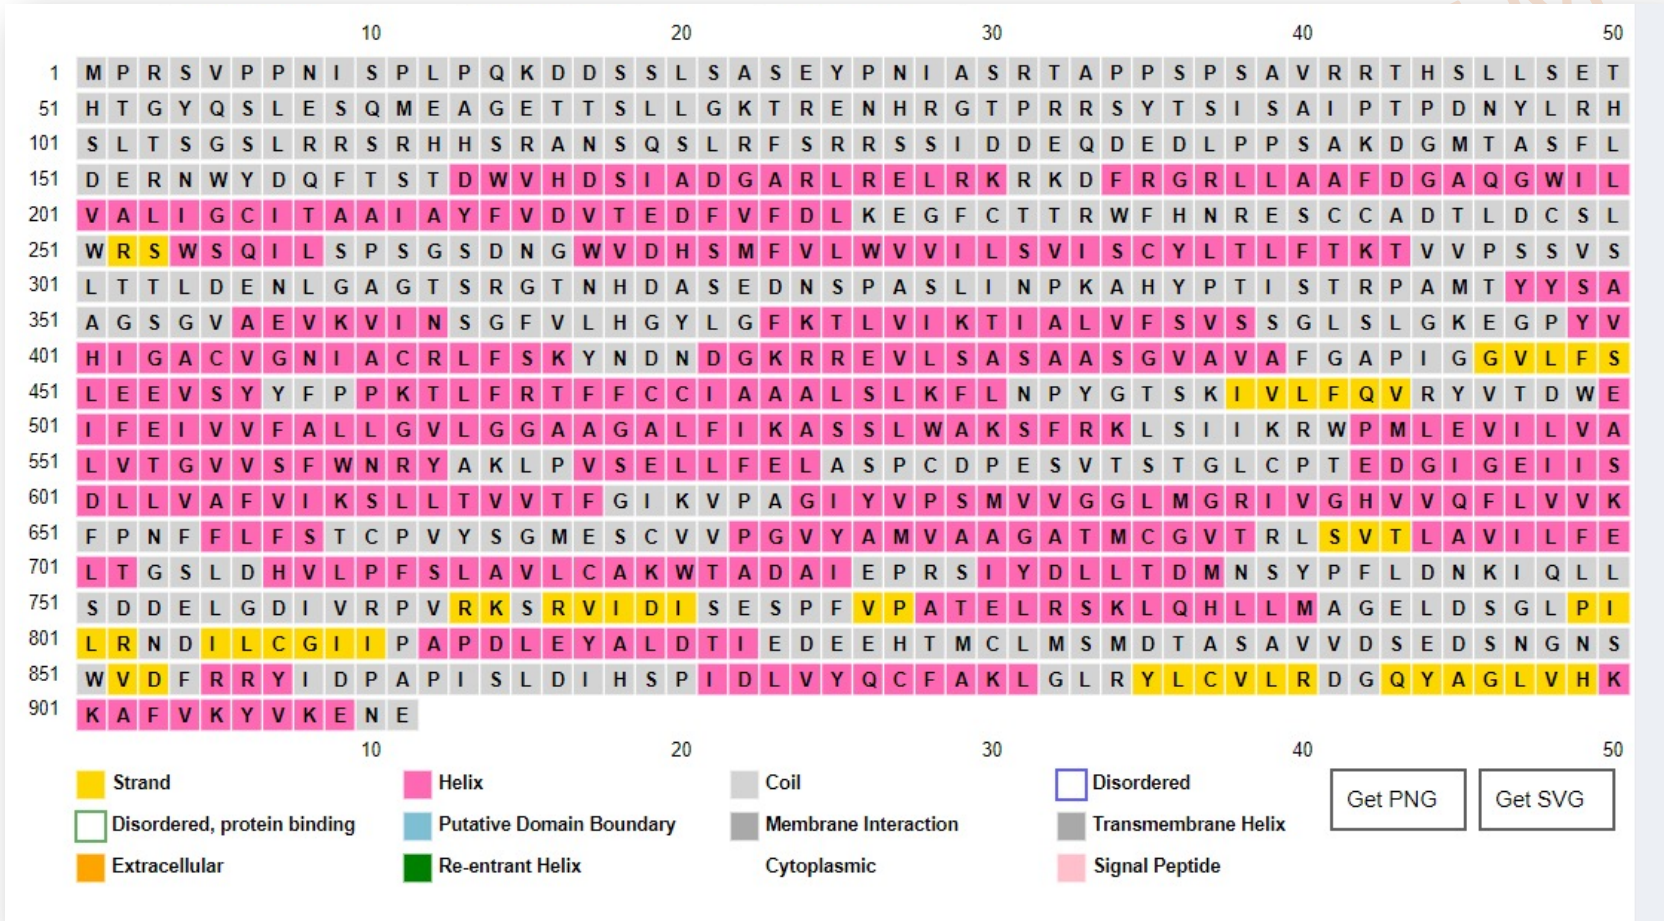 10 20 30 40 50
1 M P R S V P P N I S P L P Q K D D S S L S A S E Y P N I A S R T A P P S P S A V R R T H S L L S E T
51 H T G Y Q S L E S Q M E A G E T T S L L G K T R E N H R G T P R R S Y T S I S A I P T P D N Y L R H
101 S L T S G S L R R S R H H S R A N S Q S L R F S R R S S I D D E Q D E D L P P S A K D G M T A S F L
151 D E R N W Y D Q F T S T D W V H D S I A D G A R L R E L R K R K D F R G R L L A A F D G A Q G W I L
201 V A L I G C I T A A I A Y F V D V T E D F V F D L K E G F C T T R W F H N R E S C C A D T L D C S L
251 W R S W S Q I L S P S G S D N G W V D H S M F V L W V V I L S V I S C Y L T L F T K T V V P S S V S
301 L T T L D E N L G A G T S R G T N H D A S E D N S P A S L I N P K A H Y P T I S T R P A M T Y Y S A
351 A G S G V A E V K V I N S G F V L H G Y L G F K T L V I K T I A L V F S V S S G L S L G K E G P Y V
401 H I G A C V G N I A C R L F S K Y N D N D G K R R E V L S A S A A S G V A V A F G A P I G G V L F S
451 L E E V S Y Y F P P K T L F R T F F C C I A A A L S L K F L N P Y G T S K I V L F Q V R Y V T D W E
501 I F E I V V F A L L G V L G G A A G A L F I K A S S L W A K S F R K L S I I K R W P M L E V I L V A
551 L V T G V V S F W N R Y A K L P V S E L L F E L A S P C D P E S V T S T G L C P T E D G I G E I I S
601 D L L V A F V I K S L L T V V T F G I K V P A G I Y V P S M V V G G L M G R I V G H V V Q F L V V K
651 F P N F F L F S T C P V Y S G M E S C V V P G V Y A M V A A G A T M C G V T R L S V T L A V I L F E
701 L T G S L D H V L P F S L A V L C A K W T A D A I E P R S I Y D L L T D M N S Y P F L D N K I Q L L
751 S D D E L G D I V R P V R K S R V I D I S E S P F V P A T E L R S K L Q H L L M A G E L D S G L P I
801 L R N D I L C G I I P A P D L E Y A L D T I E D E E H T M C L M S M D T A S A V V D S E D S N G N S
851 W V D F R R Y I D P A P I S L D I H S P I D L V Y Q C F A K L G L R Y L C V L R D G Q Y A G L V H K
901 K A F V K Y V K E N E
10 20 30 40 50
Strand Helix Coil Disordered Get PNG Get SVG
Disordered, protein binding Putative Domain Boundary Membrane Interaction Transmembrane Helix
Extracellular Re-entrant Helix Cytoplasmic Signal Peptide